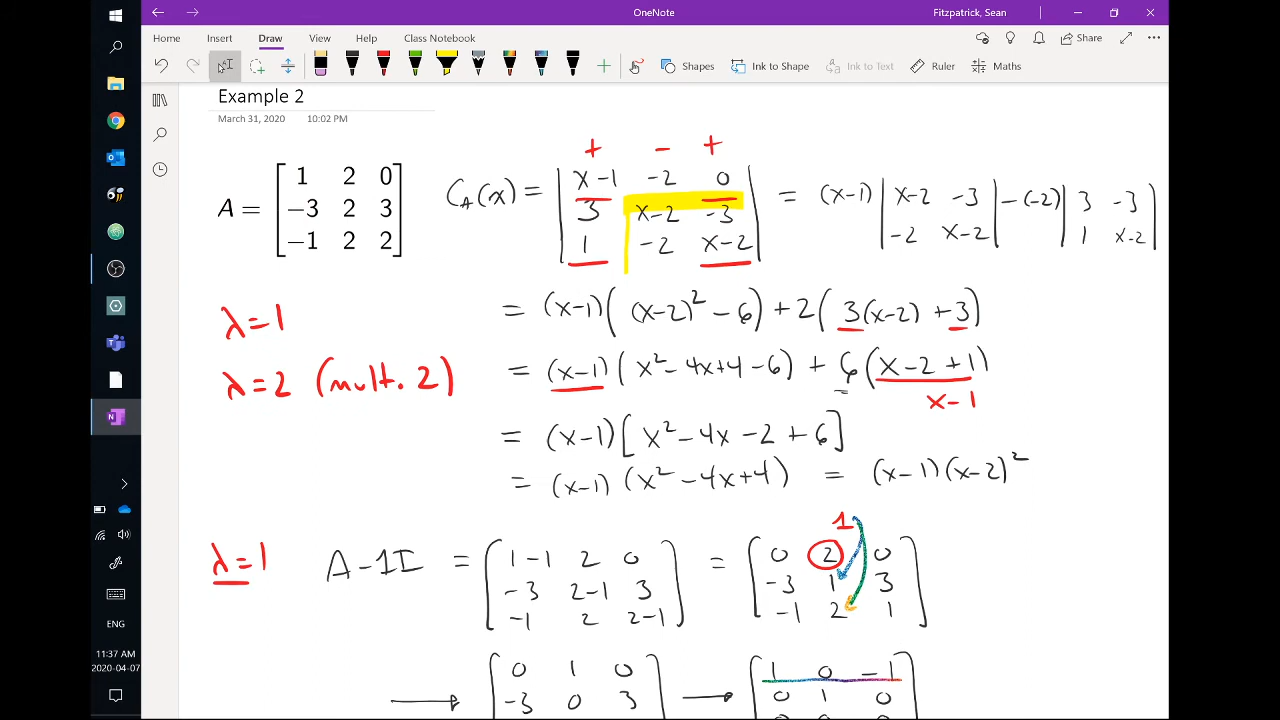 OneNote
Fitzpatrick, Sean
Home Insert Draw View Help Class Notebook
Share
Shapes Ink to Shape Ink to Text Ruler Maths
Example 2
March 31, 2020 10:02 PM
+ - +
A = [1 2 0; -3 2 3; -1 2 2]
C_A(x) = |x-1 -2 0; 3 x-2 -3; 1 -2 x-2| = (x-1) |x-2 -3; -2 x-2| -(-2) |3 -3; 1 x-2|
= (x-1)((x-2)² - 6) + 2(3(x-2) + 3)
λ=1
= (x-1)(x² - 4x + 4 - 6) + 6(x - 2 + 1)
λ=2 (mult. 2)
x-1
= (x-1)[x² - 4x - 2 + 6]
= (x-1)(x² - 4x + 4) = (x-1)(x-2)²
1
λ=1 A - 1I = [1-1 2 0; -3 2-1 3; -1 2 2-1] = [0 2 0; -3 1 3; -1 2 1]
→ [0 1 0; -3 0 3 → [1 0 -1; 0 1 0
ENG
11:37 AM
2020-04-07